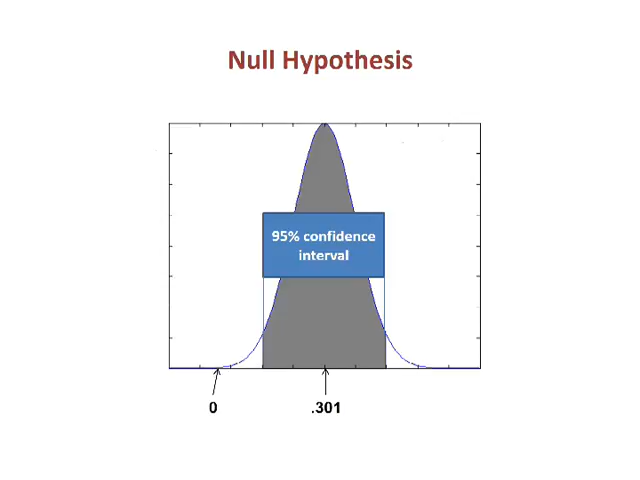 Null Hypothesis
95% confidence
interval
0
.301